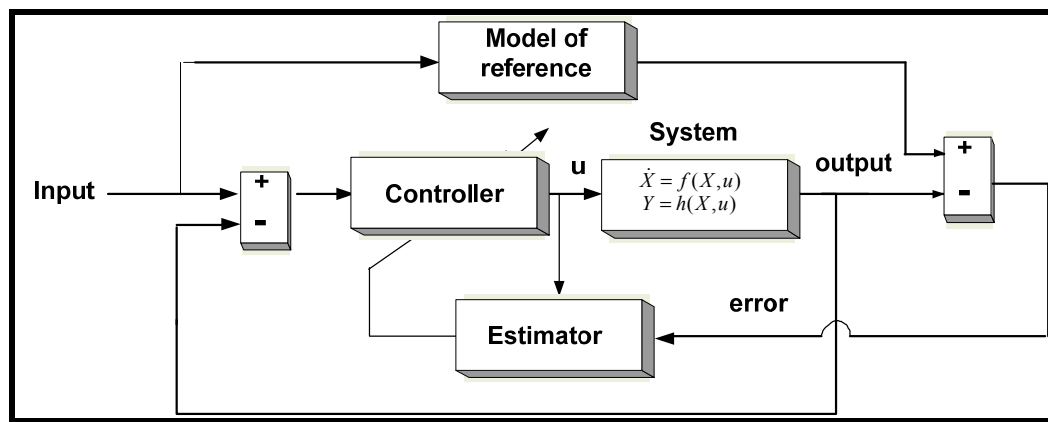 Model of
reference
System
u
output
+
-
Input
+
-
Controller
Ẋ = f(X,u)
Y = h(X,u)
error
Estimator